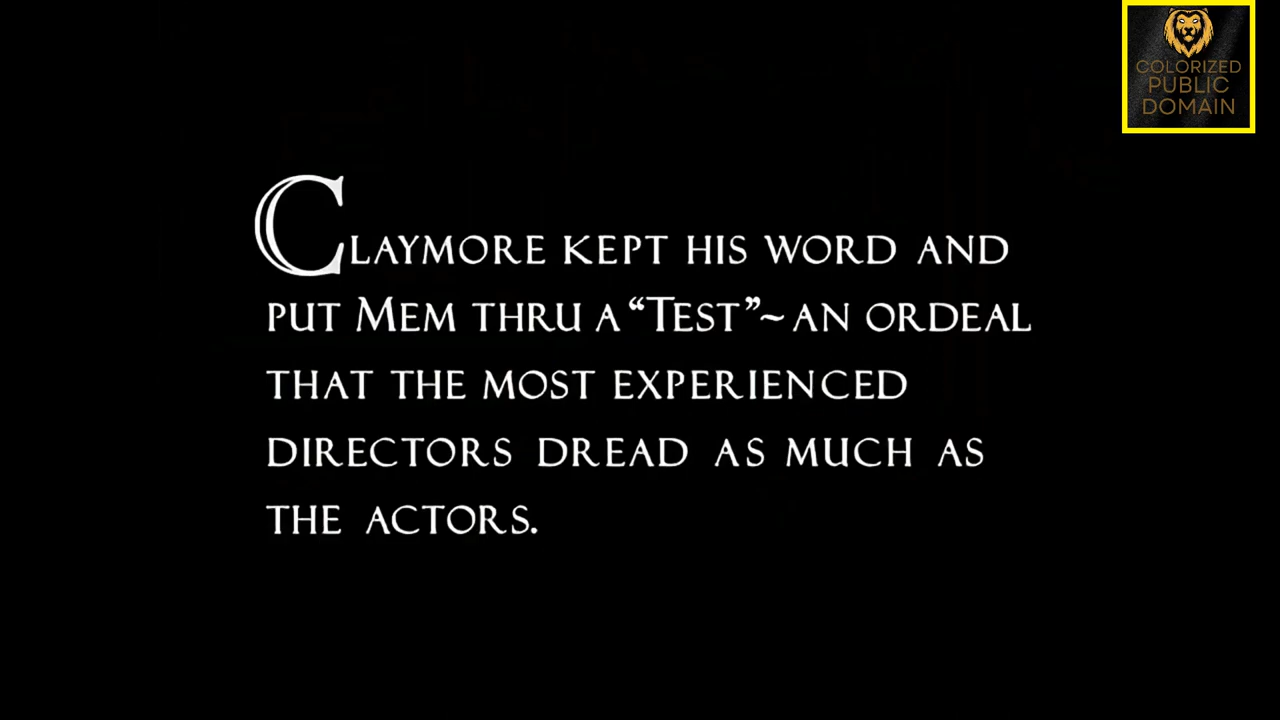 COLORIZED
PUBLIC
DOMAIN
CLAYMORE KEPT HIS WORD AND
PUT MEM THRU A “TEST”~AN ORDEAL
THAT THE MOST EXPERIENCED
DIRECTORS DREAD AS MUCH AS
THE ACTORS.